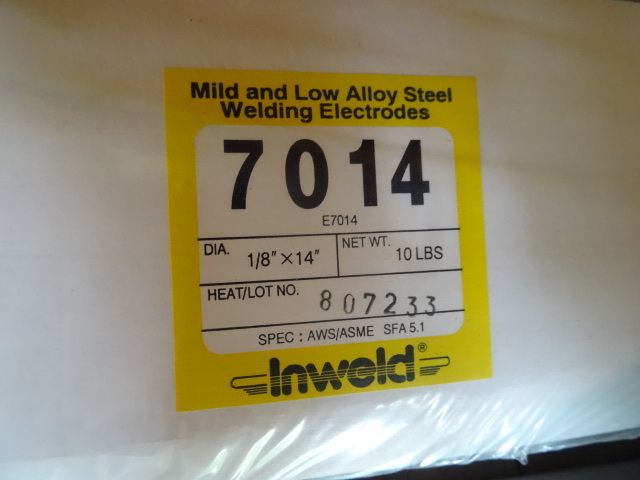 Mild and Low Alloy Steel
Welding Electrodes
7014
E7014
DIA. 1/8" × 14" NET WT. 10 LBS
HEAT/LOT NO. 807233
SPEC : AWS/ASME SFA 5.1
Inweld®